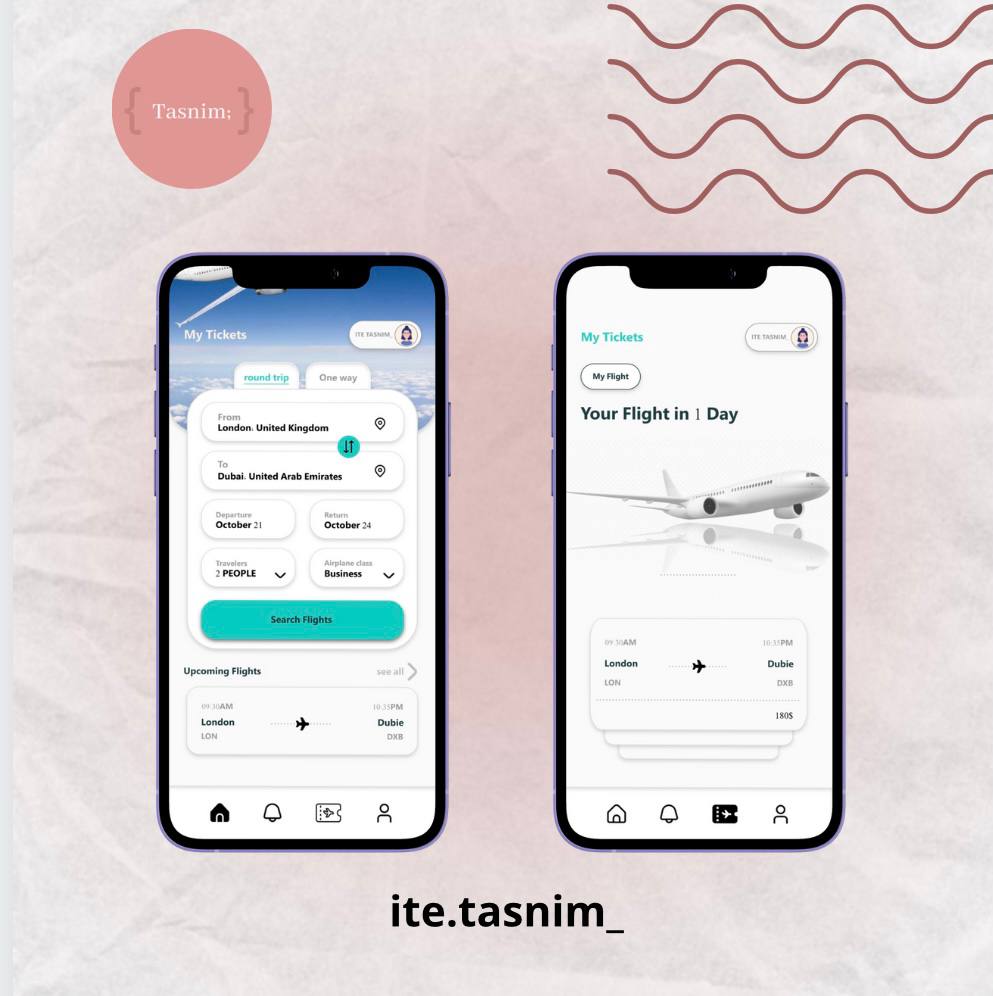 { Tasnim; }
My Tickets
ITE TASNIM_
round trip
One way
From
London, United Kingdom
To
Dubai, United Arab Emirates
Departure
October 21
Return
October 24
Travelers
2 PEOPLE
Airplane class
Business
Search Flights
Upcoming Flights
see all
09:30AM
10:35PM
London
Dubie
LON
DXB
My Tickets
ITE TASNIM_
My Flight
Your Flight in 1 Day
09:30AM
10:35PM
London
Dubie
LON
DXB
180$
ite.tasnim_